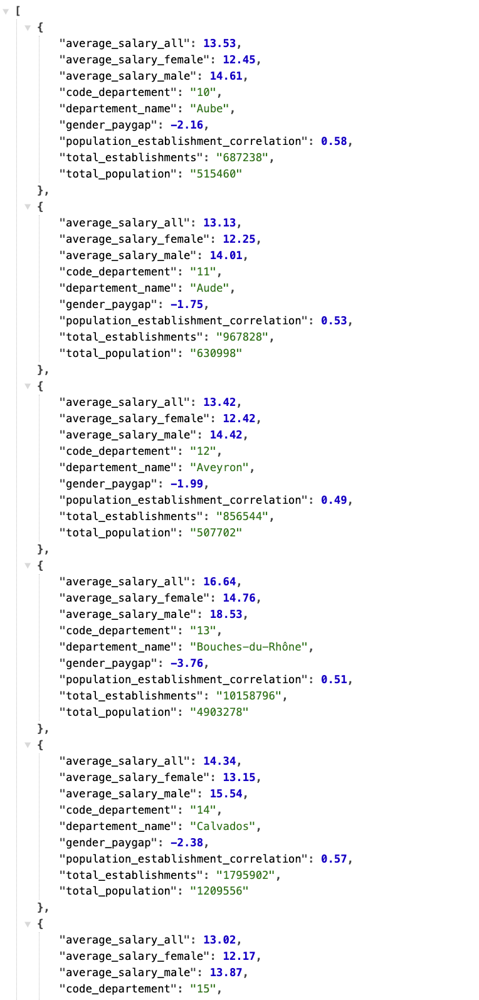 [
{
"average_salary_all": 13.53,
"average_salary_female": 12.45,
"average_salary_male": 14.61,
"code_departement": "10",
"departement_name": "Aube",
"gender_paygap": -2.16,
"population_establishment_correlation": 0.58,
"total_establishments": "687238",
"total_population": "515460"
},
{
"average_salary_all": 13.13,
"average_salary_female": 12.25,
"average_salary_male": 14.01,
"code_departement": "11",
"departement_name": "Aude",
"gender_paygap": -1.75,
"population_establishment_correlation": 0.53,
"total_establishments": "967828",
"total_population": "630998"
},
{
"average_salary_all": 13.42,
"average_salary_female": 12.42,
"average_salary_male": 14.42,
"code_departement": "12",
"departement_name": "Aveyron",
"gender_paygap": -1.99,
"population_establishment_correlation": 0.49,
"total_establishments": "856544",
"total_population": "507702"
},
{
"average_salary_all": 16.64,
"average_salary_female": 14.76,
"average_salary_male": 18.53,
"code_departement": "13",
"departement_name": "Bouches-du-Rhône",
"gender_paygap": -3.76,
"population_establishment_correlation": 0.51,
"total_establishments": "10158796",
"total_population": "4903278"
},
{
"average_salary_all": 14.34,
"average_salary_female": 13.15,
"average_salary_male": 15.54,
"code_departement": "14",
"departement_name": "Calvados",
"gender_paygap": -2.38,
"population_establishment_correlation": 0.57,
"total_establishments": "1795902",
"total_population": "1209556"
},
{
"average_salary_all": 13.02,
"average_salary_female": 12.17,
"average_salary_male": 13.87,
"code_departement": "15",